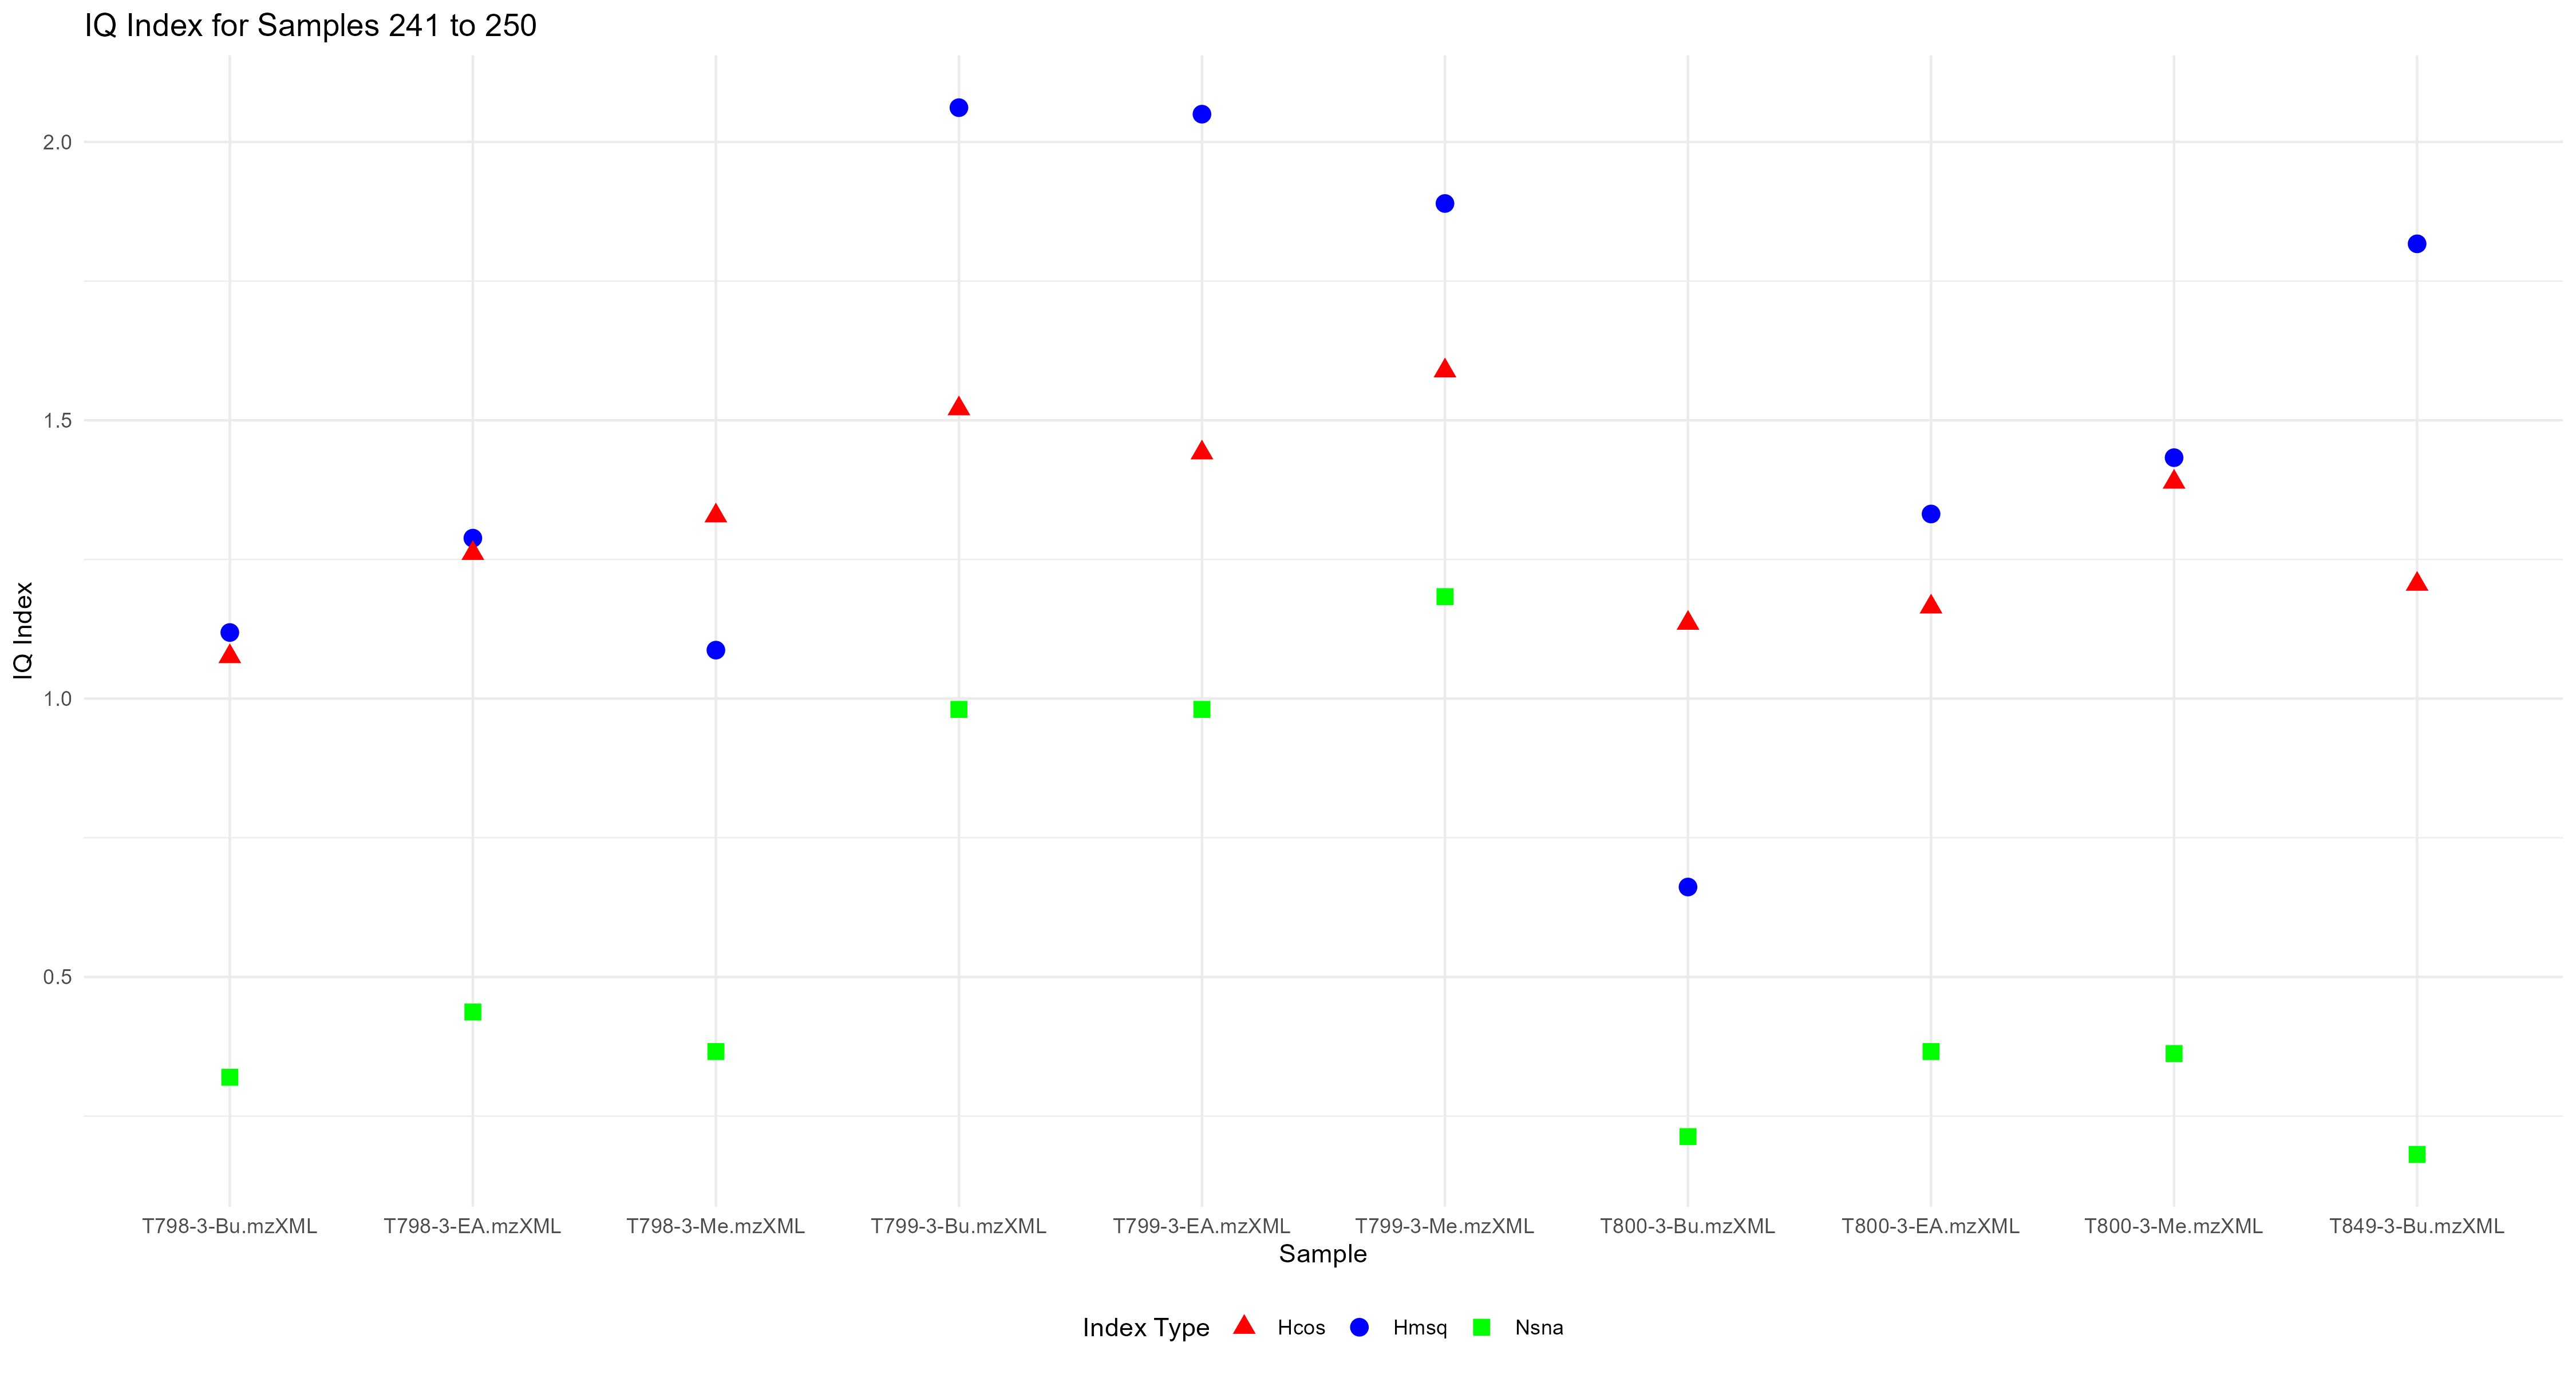 IQ Index for Samples 241 to 250
IQ Index
2.0
1.5
1.0
0.5
T798-3-Bu.mzXML T798-3-EA.mzXML T798-3-Me.mzXML T799-3-Bu.mzXML T799-3-EA.mzXML T799-3-Me.mzXML T800-3-Bu.mzXML T800-3-EA.mzXML T800-3-Me.mzXML T849-3-Bu.mzXML
Sample
Index Type Hcos Hmsq Nsna